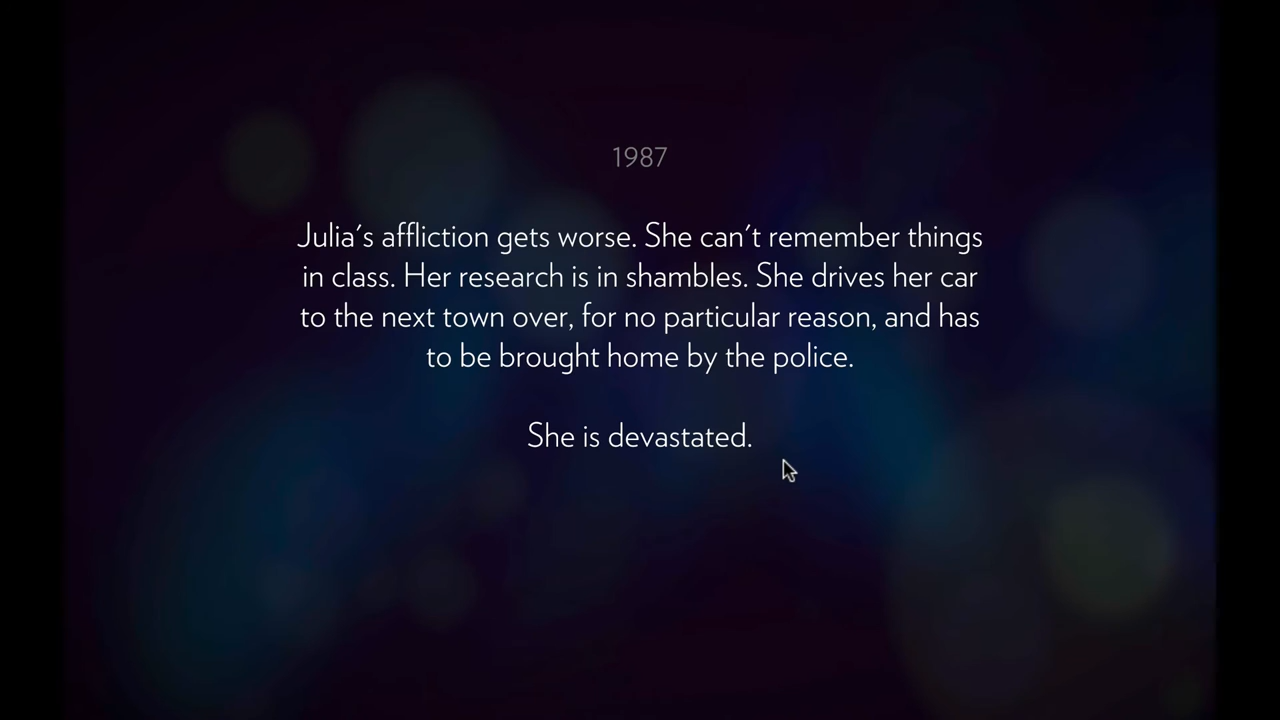 1987
Julia's affliction gets worse. She can't remember things
in class. Her research is in shambles. She drives her car
to the next town over, for no particular reason, and has
to be brought home by the police.
She is devastated.